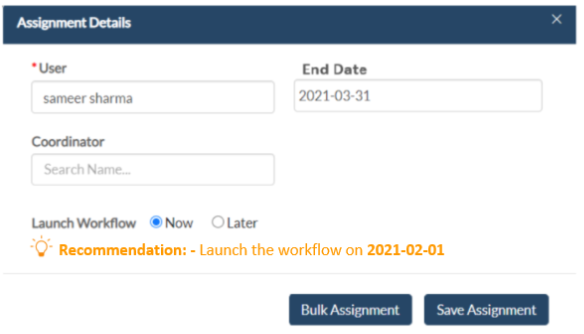 Assignment Details
* User
End Date
sameer sharma
2021-03-31
Coordinator
Search Name...
Launch Workflow Now Later
Recommendation: - Launch the workflow on 2021-02-01
Bulk Assignment Save Assignment